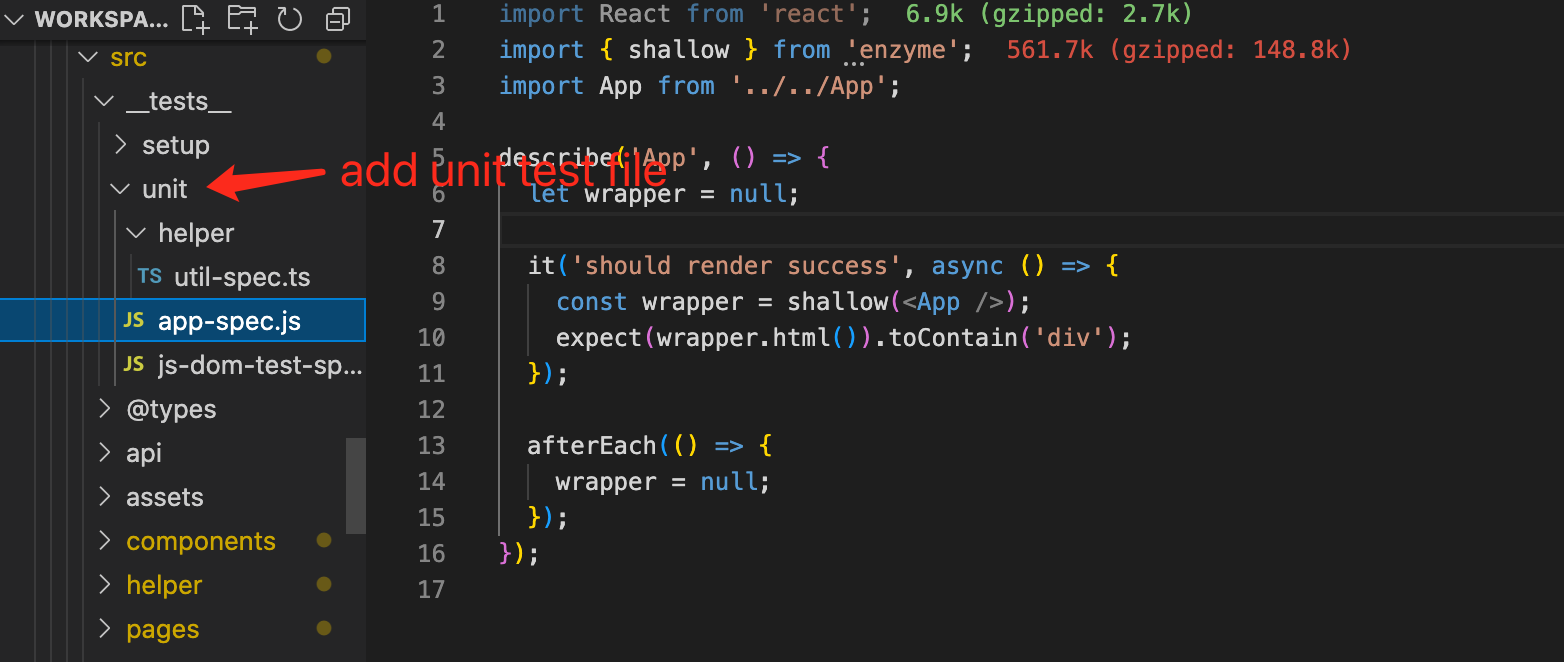 WORKSPA...
src
__tests__
setup
unit
helper
TS util-spec.ts
JS app-spec.js
JS js-dom-test-sp...
@types
api
assets
components
helper
pages
add unit test file
1 import React from 'react'; 6.9k (gzipped: 2.7k)
2 import { shallow } from 'enzyme'; 561.7k (gzipped: 148.8k)
3 import App from '../../App';
4
5 describe('App', () => {
6 let wrapper = null;
7
8 it('should render success', async () => {
9 const wrapper = shallow(<App />);
10 expect(wrapper.html()).toContain('div');
11 });
12
13 afterEach(() => {
14 wrapper = null;
15 });
16 });
17